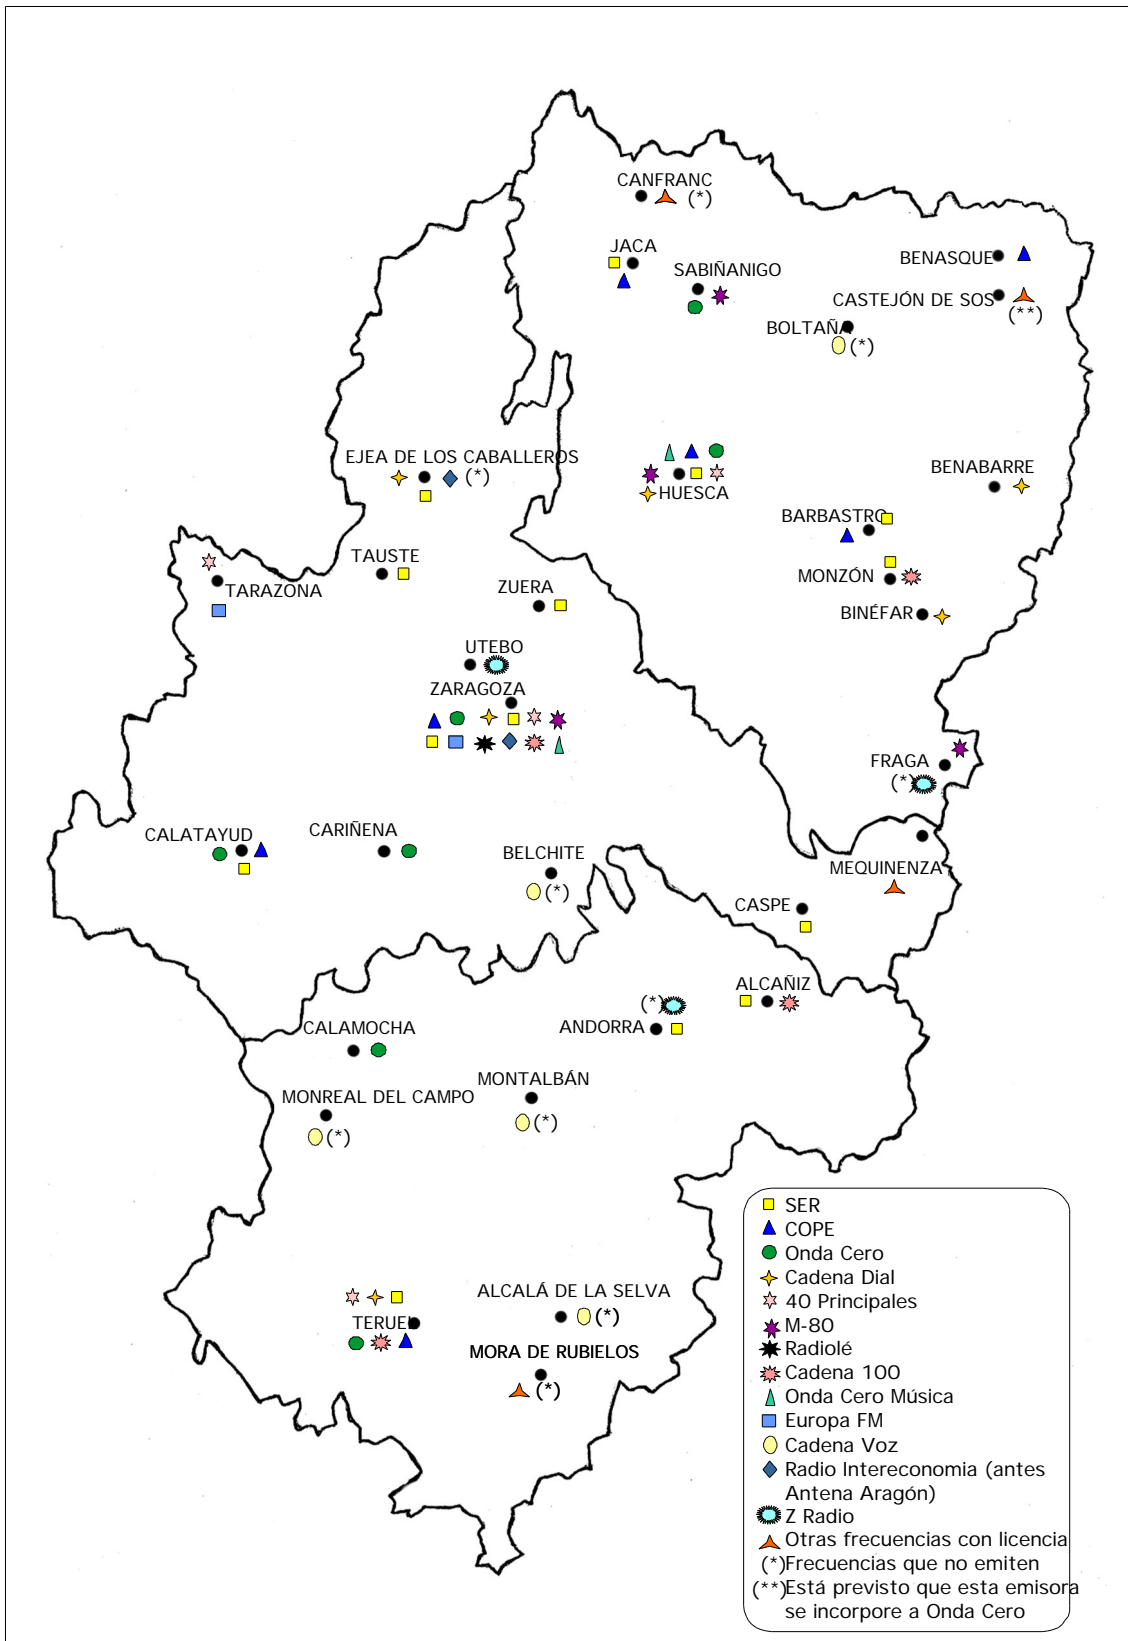 CANFRANC
(*)
JACA
SABIÑANIGO
BENASQUE
CASTEJÓN DE SOS
(**)
BOLTAÑA
(*)
EJEA DE LOS CABALLEROS
(*)
HUESCA
BENABARRE
BARBASTRO
TAUSTE
TARAZONA
ZUERA
MONZÓN
BINÉFAR
UTEBO
ZARAGOZA
FRAGA
(*)
CALATAYUD
CARIÑENA
BELCHITE
(*)
MEQUINENZA
CASPE
ALCAÑIZ
(*)
ANDORRA
CALAMOCHA
MONTALBÁN
(*)
MONREAL DEL CAMPO
(*)
ALCALÁ DE LA SELVA
(*)
TERUEL
MORA DE RUBIELOS
(*)
SER
COPE
Onda Cero
Cadena Dial
40 Principales
M-80
Radiolé
Cadena 100
Onda Cero Música
Europa FM
Cadena Voz
Radio Intereconomia (antes
Antena Aragón)
Z Radio
Otras frecuencias con licencia
(*)Frecuencias que no emiten
(**)Está previsto que esta emisora
se incorpore a Onda Cero